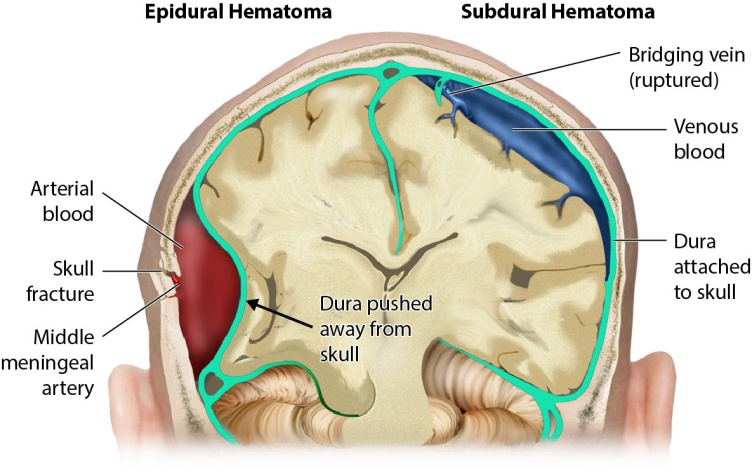 Epidural Hematoma
Subdural Hematoma
Bridging vein
(ruptured)
Venous
blood
Arterial
blood
Skull
fracture
Dura
attached
to skull
Dura pushed
away from
skull
Middle
meningeal
artery